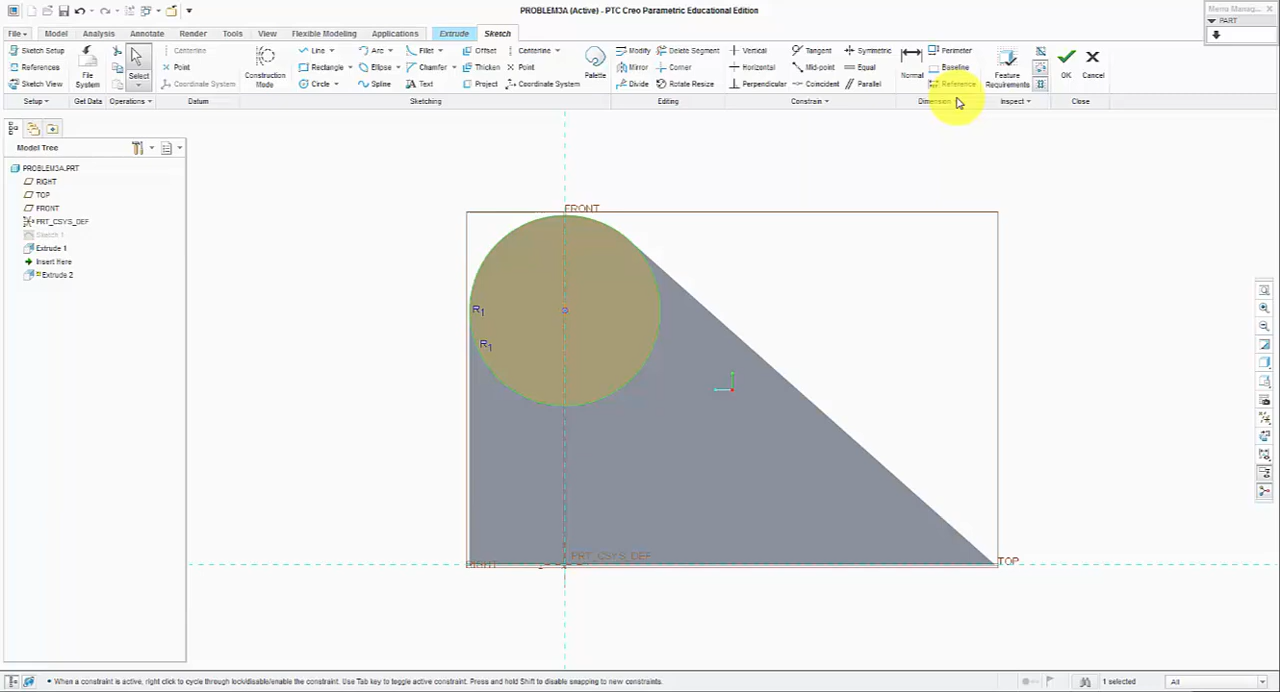 PROBLEM3A (Active) - PTC Creo Parametric Educational Edition
Menu Manag...
PART
File Model Analysis Annotate Render Tools View Flexible Modeling Applications Extrude Sketch
Sketch Setup
References
Sketch View
File System
Select
Centerline
Point
Coordinate System
Construction Mode
Line Arc Fillet Offset Centerline
Rectangle Ellipse Chamfer Thicken Point
Circle Spline Text Project Coordinate System
Palette
Modify Delete Segment
Mirror Corner
Divide Rotate Resize
Vertical Tangent Symmetric
Horizontal Mid-point Equal
Perpendicular Coincident Parallel
Normal
Perimeter
Baseline
Reference
Feature Requirements
OK Cancel
Setup Get Data Operations Datum Sketching Editing Constrain Dimension Inspect Close
Model Tree
PROBLEM3A.PRT
RIGHT
TOP
FRONT
PRT_CSYS_DEF
Sketch 1
Extrude 1
Insert Here
Extrude 2
FRONT
R1
R1
PRT_CSYS_DEF
RIGHT
TOP
• When a constraint is active, right click to cycle through lock/disable/enable the constraint. Use Tab key to toggle active constraint. Press and hold Shift to disable snapping to new constraints.
1 selected
All